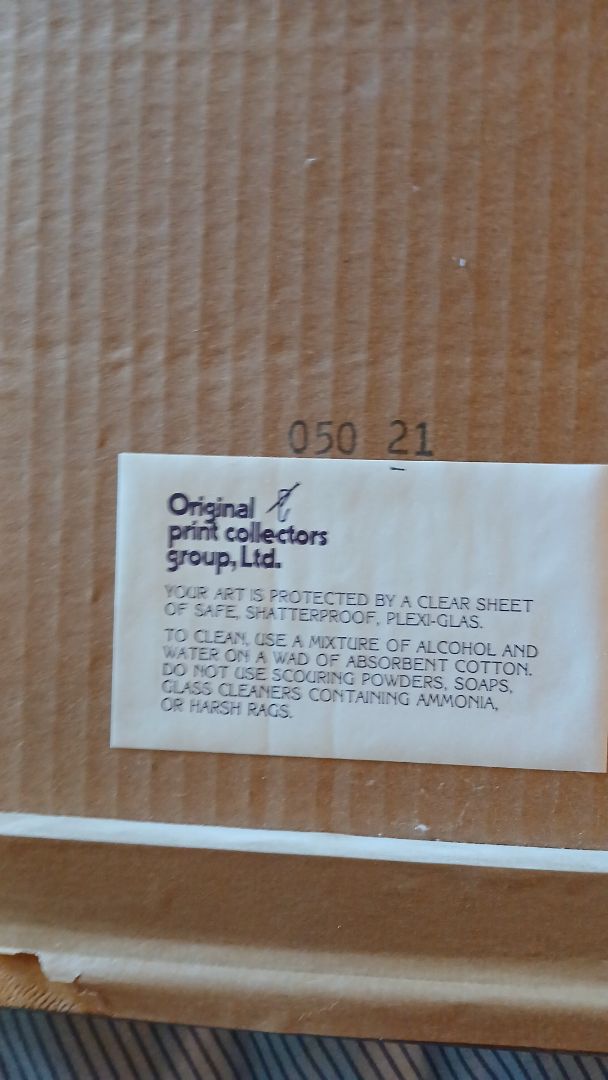 050 21
Original
print collectors
group, Ltd.
YOUR ART IS PROTECTED BY A CLEAR SHEET
OF SAFE, SHATTERPROOF, PLEXI-GLAS.
TO CLEAN, USE A MIXTURE OF ALCOHOL AND
WATER ON A WAD OF ABSORBENT COTTON.
DO NOT USE SCOURING POWDERS, SOAPS,
GLASS CLEANERS CONTAINING AMMONIA,
OR HARSH RAGS.